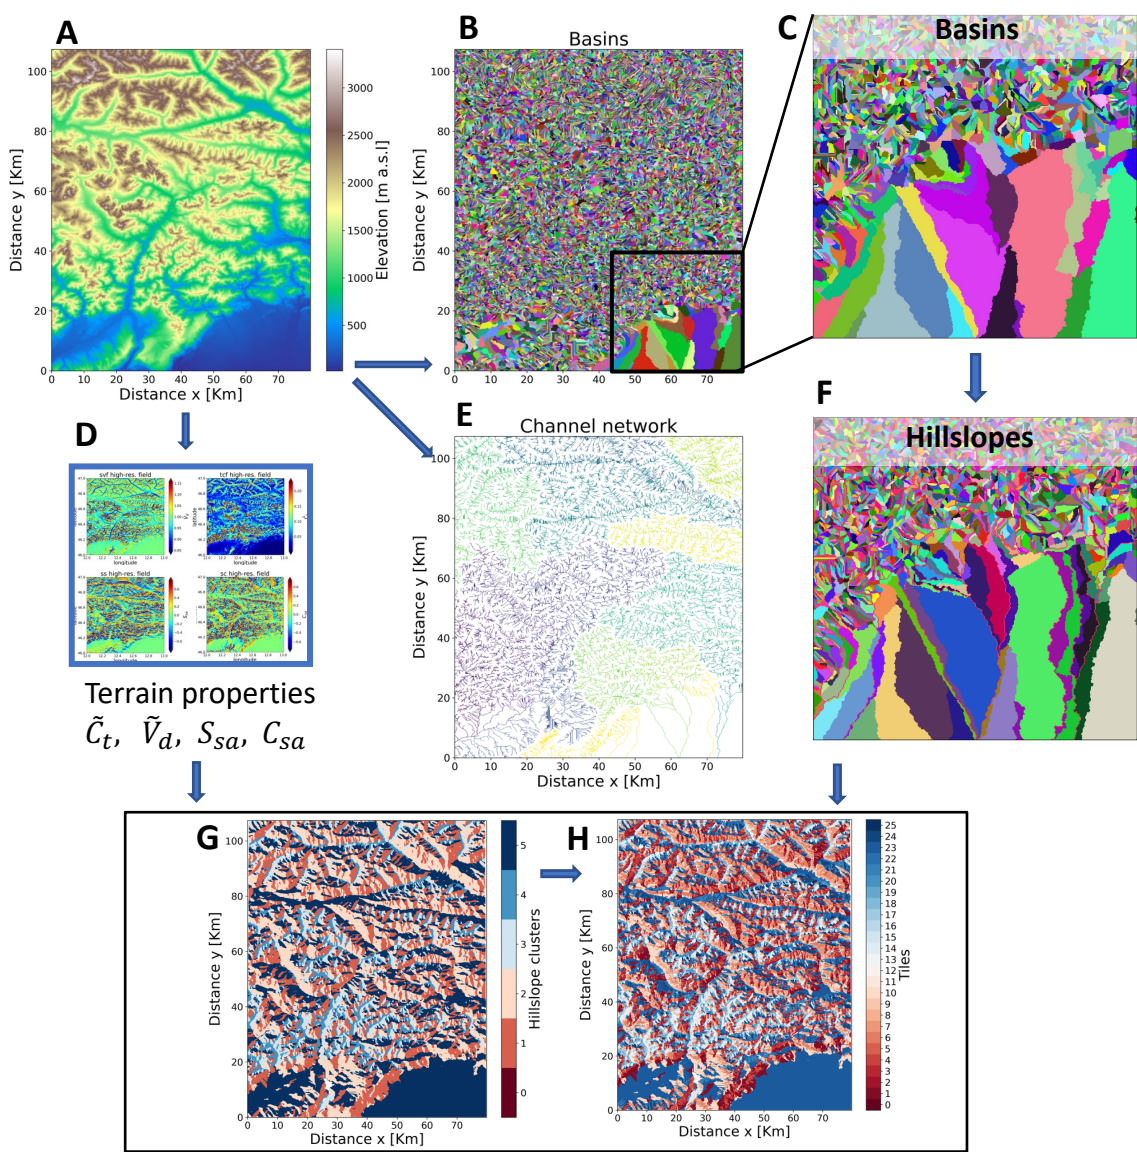 A
100
80
60
40
20
0
Distance y [Km]
0 10 20 30 40 50 60 70
Distance x [Km]
3500
3000
2500
2000
1500
1000
500
Elevation [m a.s.l]
B
Basins
100
80
60
40
20
0
Distance y [Km]
0 10 20 30 40 50 60 70
C
Basins
D
svf high-res. field
tcf high-res. field
ss high-res. field
sc high-res. field
latitude
longitude
longitude
longitude
longitude
Terrain properties
C̃t, Ṽd, Ssa, Csa
E
Channel network
100
80
60
40
20
0
Distance y [Km]
0 10 20 30 40 50 60 70
Distance x [Km]
F
Hillslopes
G
100
80
60
40
20
0
Distance y [Km]
0 10 20 30 40 50 60 70
Distance x [Km]
5
4
3
2
1
0
Hillslope clusters
H
100
80
60
40
20
0
Distance y [Km]
0 10 20 30 40 50 60 70
Distance x [Km]
25
24
23
22
21
20
19
18
17
16
15
14
13
12
11
10
9
8
7
6
5
4
3
2
1
0
Tiles